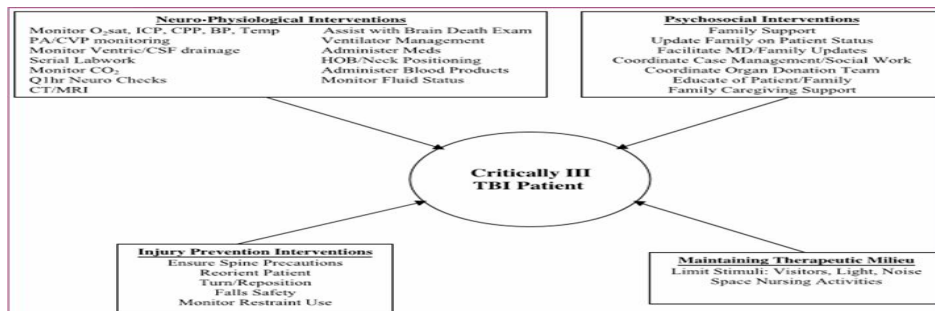 Neuro-Physiological Interventions
Monitor O₂sat, ICP, CPP, BP, Temp
PA/CVP monitoring
Monitor Ventric/CSF drainage
Serial Labwork
Monitor CO₂
Q1hr Neuro Checks
CT/MRI
Assist with Brain Death Exam
Ventilator Management
Administer Meds
HOB/Neck Positioning
Administer Blood Products
Monitor Fluid Status
Psychosocial Interventions
Family Support
Update Family on Patient Status
Facilitate MD/Family Updates
Coordinate Case Management/Social Work
Coordinate Organ Donation Team
Educate of Patient/Family
Family Caregiving Support
Critically Ill
TBI Patient
Injury Prevention Interventions
Ensure Spine Precautions
Reorient Patient
Turn/Reposition
Falls Safety
Monitor Restraint Use
Maintaining Therapeutic Milieu
Limit Stimuli: Visitors, Light, Noise
Space Nursing Activities